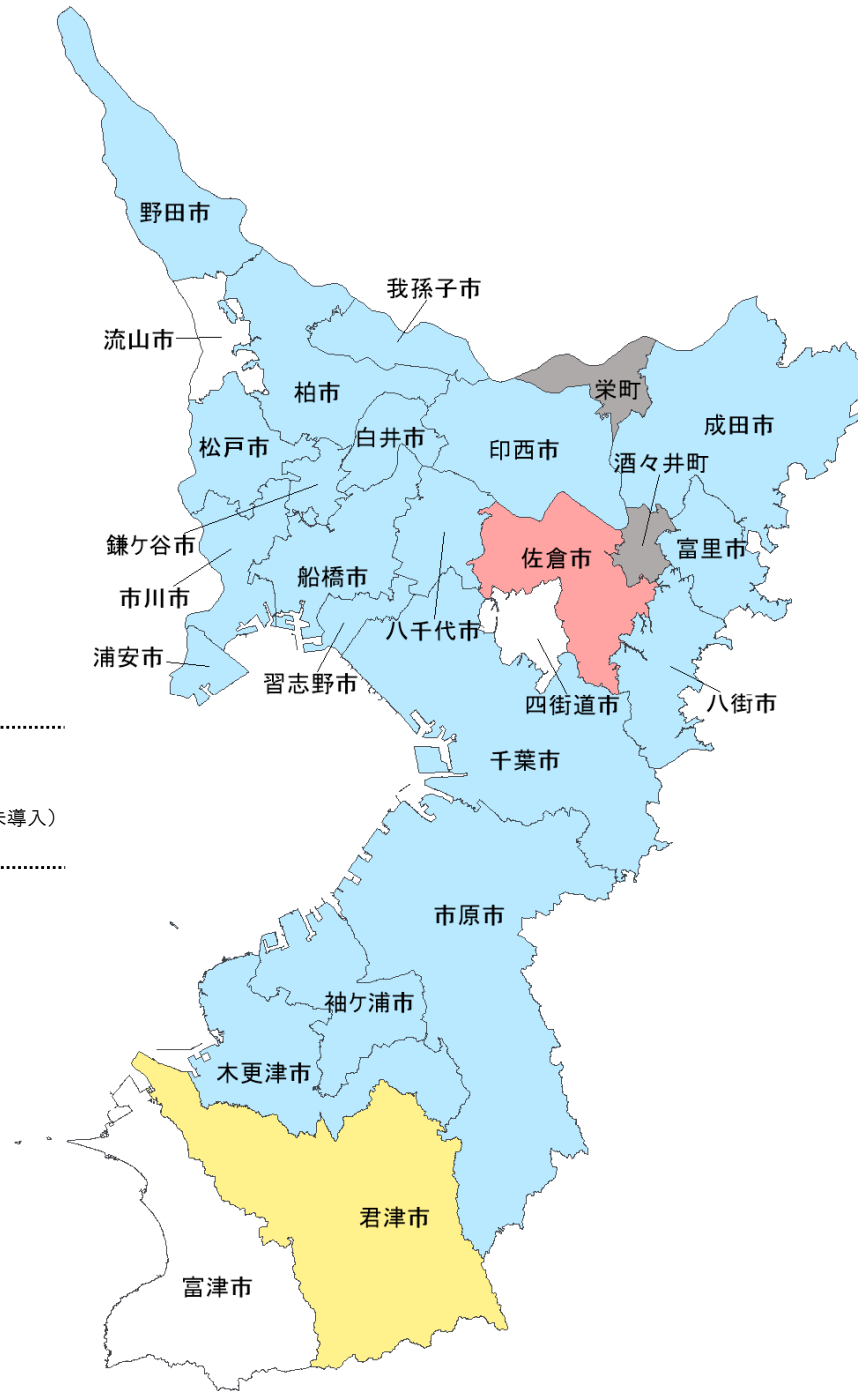 野田市
我孫子市
流山市
柏市
栄町
成田市
松戸市
白井市
印西市
酒々井町
鎌ケ谷市
船橋市
佐倉市
富里市
市川市
八千代市
浦安市
習志野市
四街道市
八街市
千葉市
未導入）
市原市
袖ケ浦市
木更津市
君津市
富津市